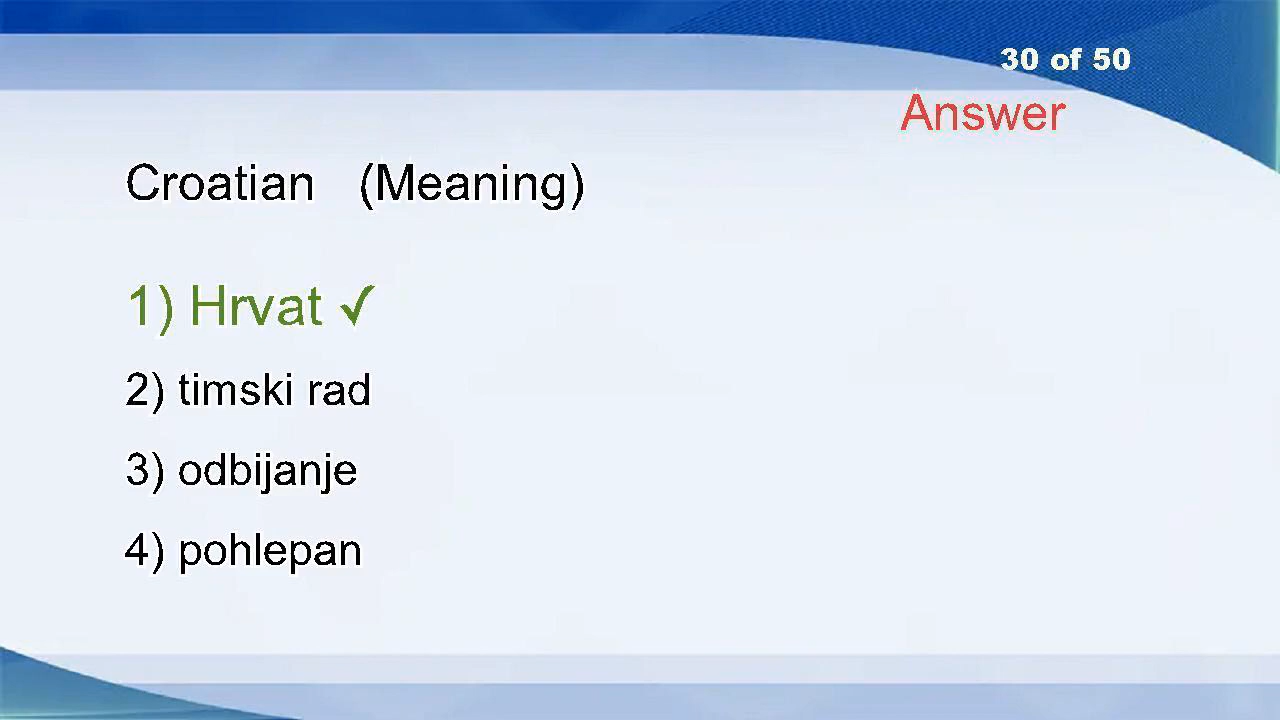 30 of 50
Answer
Croatian (Meaning)
1) Hrvat ✓
2) timski rad
3) odbijanje
4) pohlepan